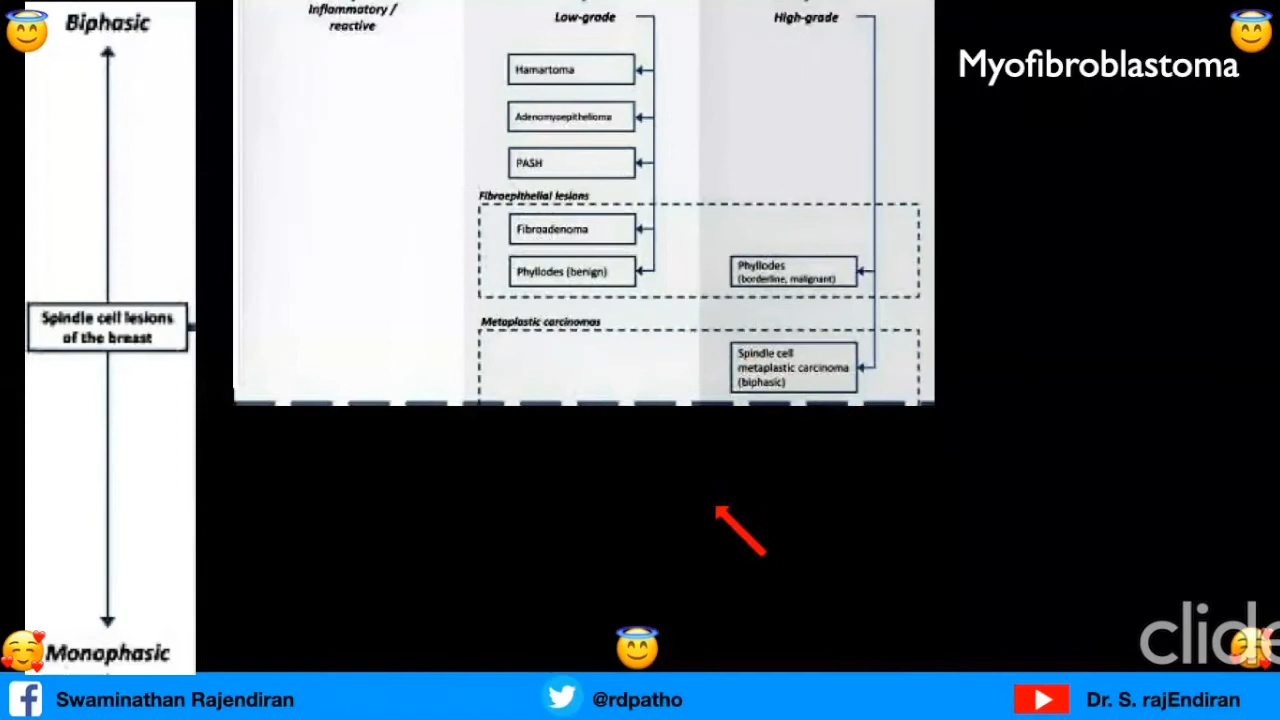 Biphasic
Inflammatory /
reactive
Low-grade
High-grade
Myofibroblastoma
Hamartoma
Adenomyoepithelioma
PASH
Fibroepithelial lesions
Fibroadenoma
Phyllodes (benign)
Phyllodes
(borderline, malignant)
Spindle cell lesions
of the breast
Metaplastic carcinomas
Spindle cell
metaplastic carcinoma
(biphasic)
Monophasic
clide
Swaminathan Rajendiran
@rdpatho
Dr. S. rajEndiran